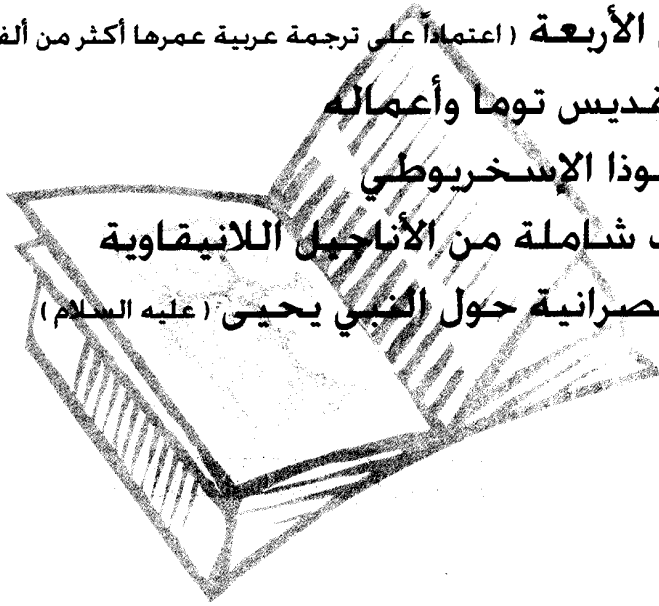 الأربعة ( اعتماداً على ترجمة عربية عمرها أكثر من
توما وأعماله
الإسخريوطي
شاملة من الأناجيل اللانيقاوية
حول النبي يحيى ( عليه السلام )